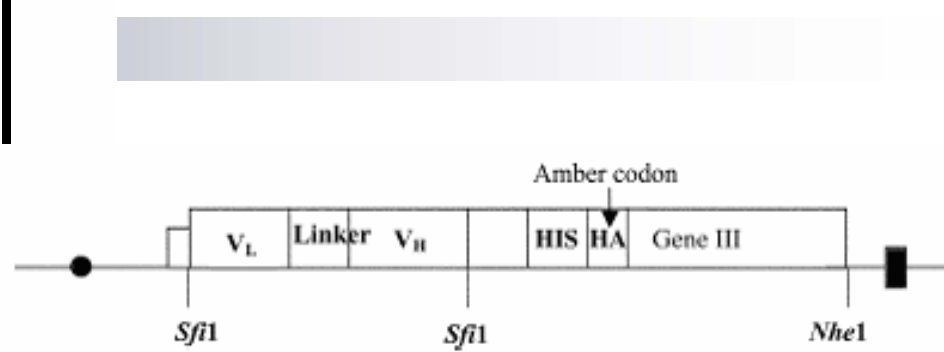 Amber codon
VL Linker VH HIS HA Gene III
Sfi1 Sfi1 Nhe1